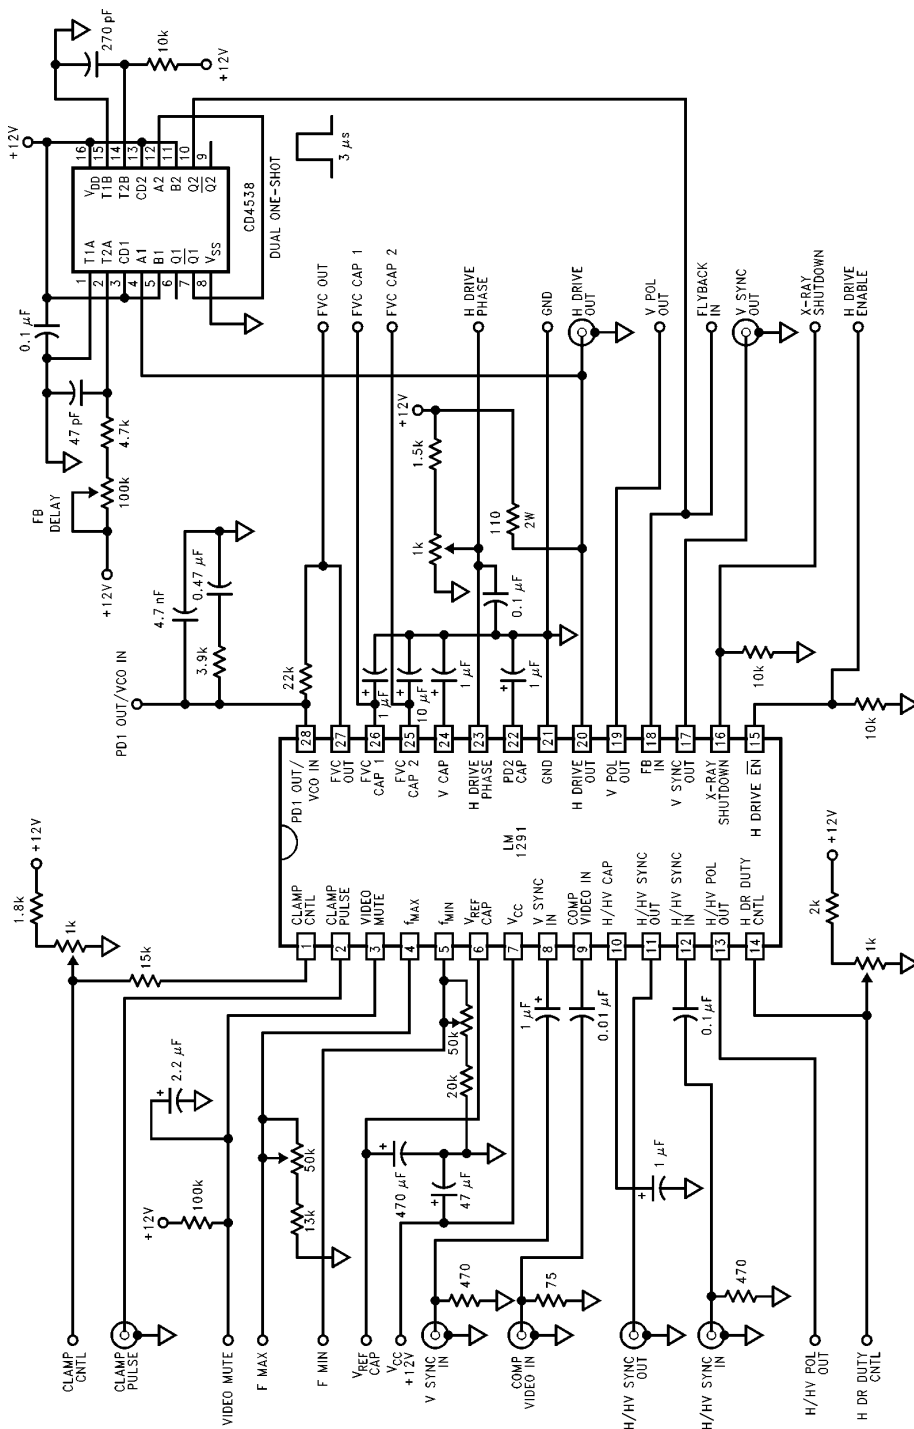 +12V
270 pF
10k
+12V
16
15
14
13
12
11
10
9
VDD
T1B
T2B
CD2
A2
B2
Q2
Q2
T1A
T2A
CD1
A1
B1
Q1
Q1
VSS
1
2
3
4
5
6
7
8
CD4538
DUAL ONE-SHOT
3 μs
0.1 μF
47 pF
4.7k
100k
FB
DELAY
+12V
FVC OUT
FVC CAP 1
FVC CAP 2
H DRIVE
PHASE
GND
H DRIVE
OUT
V POL
OUT
FLYBACK
IN
V SYNC
OUT
X-RAY
SHUTDOWN
H DRIVE
ENABLE
PD1 OUT/VCO IN
4.7 nF
0.47 μF
3.9k
22k
1 μF
10 μF
1 μF
1 μF
0.1 μF
1k
1.5k
+12V
110
2W
10k
10k
28
27
26
25
24
23
22
21
20
19
18
17
16
15
PD1 OUT/
VCO IN
FVC
OUT
FVC
CAP 1
FVC
CAP 2
V CAP
H DRIVE
PHASE
PD2
CAP
GND
H DRIVE
OUT
V POL
OUT
FB
IN
V SYNC
OUT
X-RAY
SHUTDOWN
H DRIVE EN
LM
1291
CLAMP
CNTL
CLAMP
PULSE
VIDEO
MUTE
fMAX
fMIN
VREF
CAP
VCC
V SYNC
IN
COMP
VIDEO IN
H/HV CAP
H/HV SYNC
OUT
H/HV SYNC
IN
H/HV POL
OUT
H DR DUTY
CNTL
1
2
3
4
5
6
7
8
9
10
11
12
13
14
+12V
1.8k
1k
15k
2.2 μF
+12V
100k
50k
13k
50k
20k
470 μF
47 μF
1 μF
0.01 μF
470
75
1 μF
0.1 μF
470
+12V
2k
1k
CLAMP
CNTL
CLAMP
PULSE
VIDEO MUTE
F MAX
F MIN
VREF
CAP
VCC
+12V
V SYNC
IN
COMP
VIDEO IN
H/HV SYNC
OUT
H/HV SYNC
IN
H/HV POL
OUT
H DR DUTY
CNTL